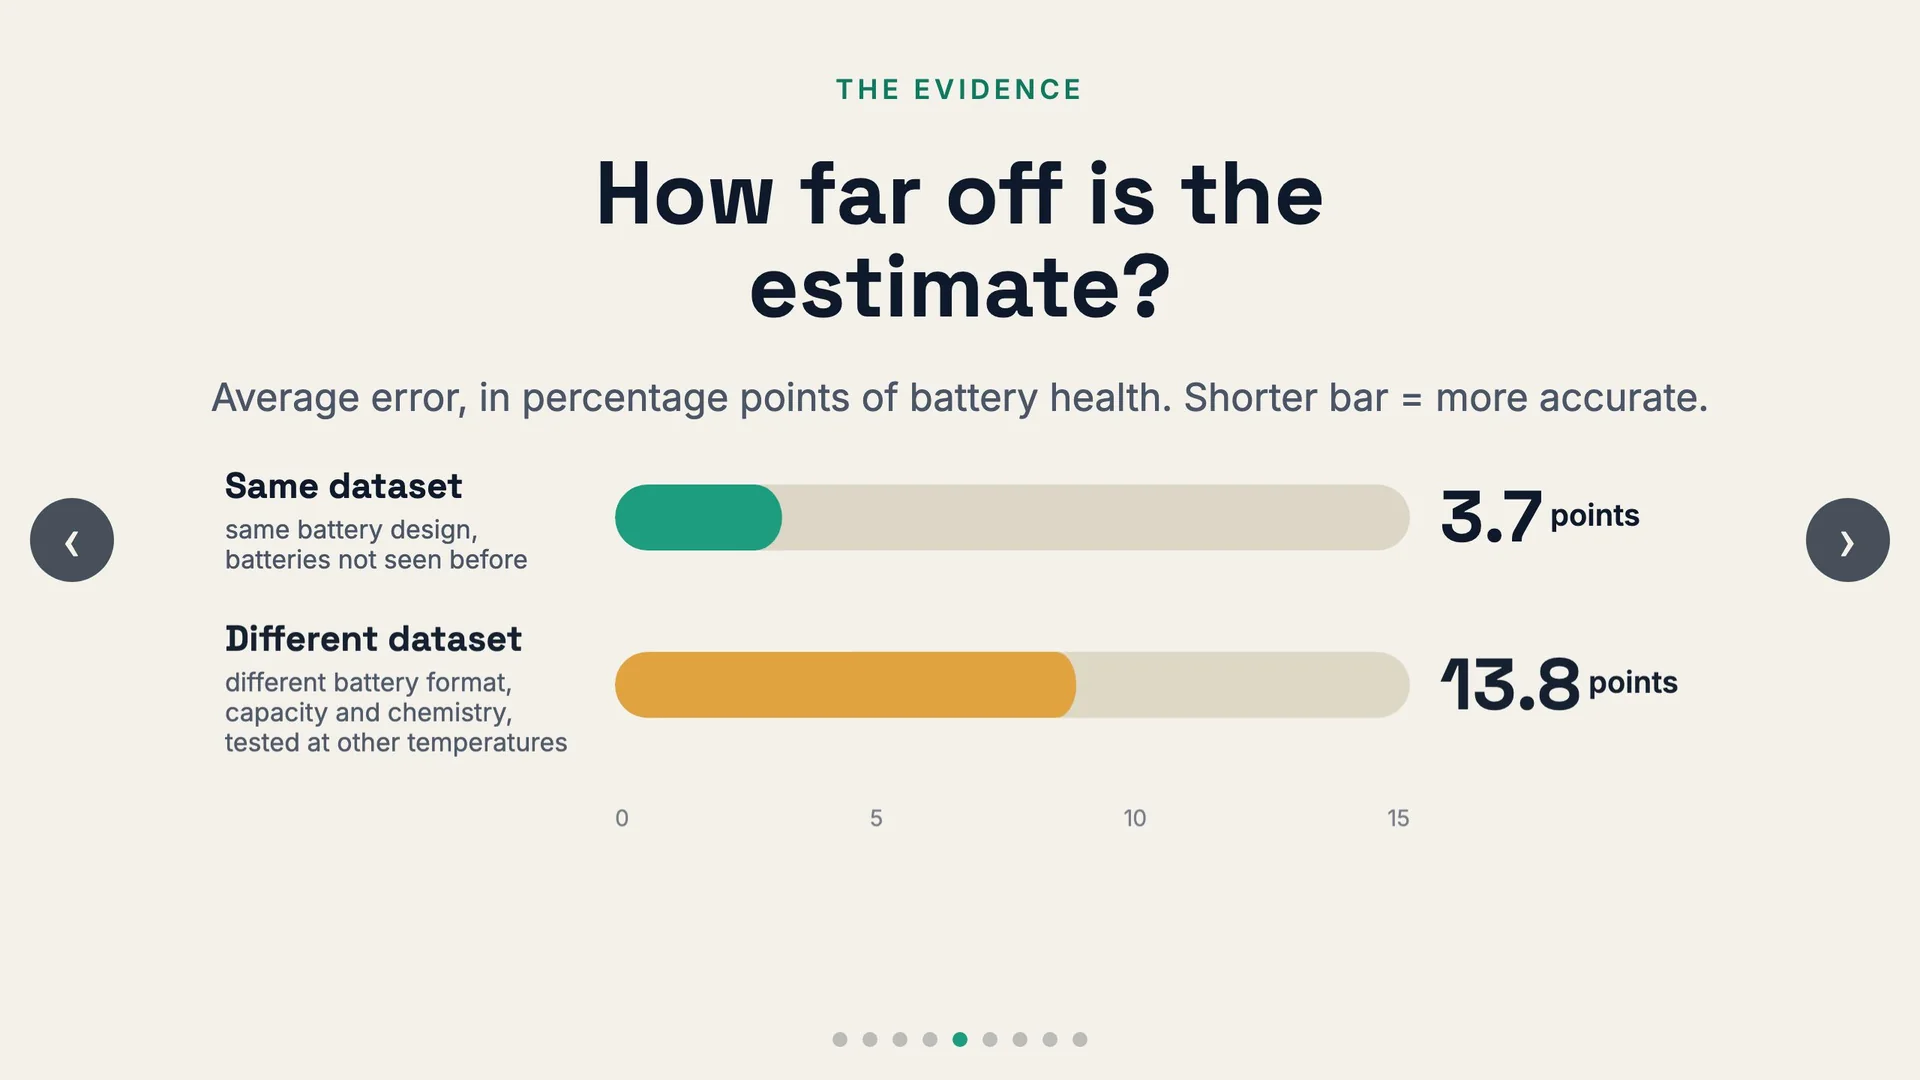 THE EVIDENCE
How far off is the
estimate?
Average error, in percentage points of battery health. Shorter bar = more accurate.
Same dataset
same battery design,
batteries not seen before
3.7 points
Different dataset
different battery format,
capacity and chemistry,
tested at other temperatures
13.8 points
0 5 10 15